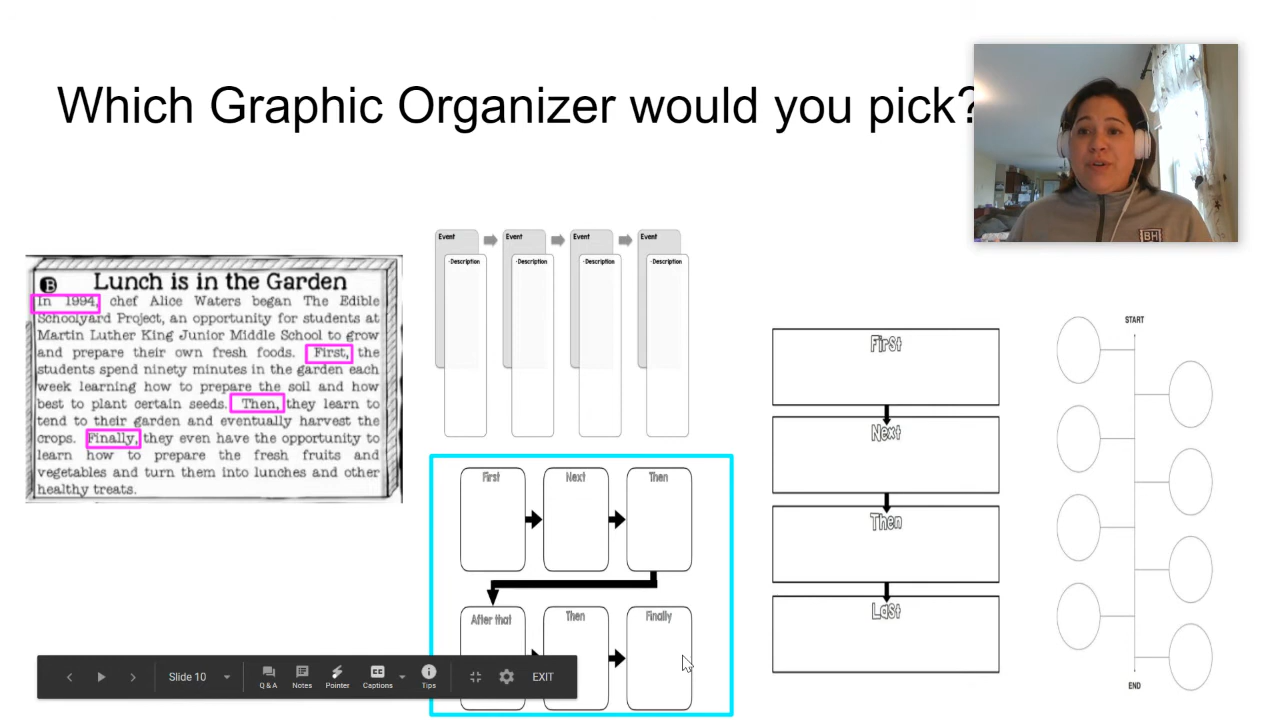 Which Graphic Organizer would you pick?
BH
B Lunch is in the Garden
In 1994, chef Alice Waters began The Edible
Schoolyard Project, an opportunity for students at
Martin Luther King Junior Middle School to grow
and prepare their own fresh foods. First, the
students spend ninety minutes in the garden each
week learning how to prepare the soil and how
best to plant certain seeds. Then, they learn to
tend to their garden and eventually harvest the
crops. Finally, they even have the opportunity to
learn how to prepare the fresh fruits and
vegetables and turn them into lunches and other
healthy treats.
Event Event Event Event
-Description -Description -Description -Description
First Next Then
After that Then Finally
First
Next
Then
Last
START
END
Slide 10 Q & A Notes Pointer Captions Tips EXIT